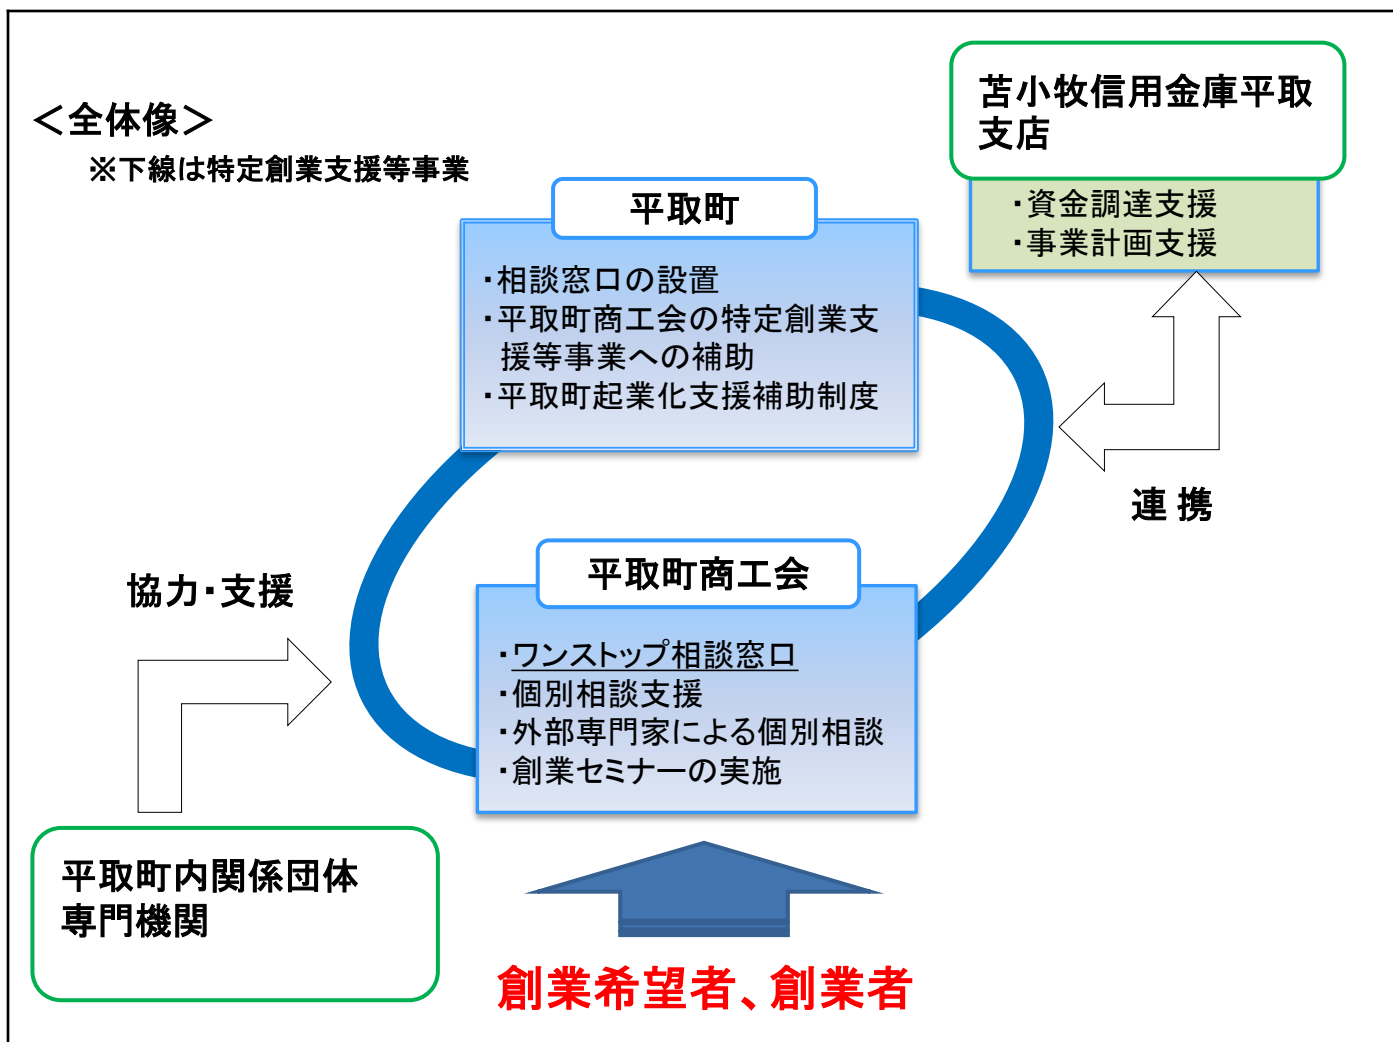 ＜全体像＞
※下線は特定創業支援等事業
苫小牧信用金庫平取
支店
・資金調達支援
・事業計画支援
平取町
・相談窓口の設置
・平取町商工会の特定創業支
援等事業への補助
・平取町起業化支援補助制度
連 携
平取町商工会
・ワンストップ相談窓口
・個別相談支援
・外部専門家による個別相談
・創業セミナーの実施
協力・支援
平取町内関係団体
専門機関
創業希望者、創業者